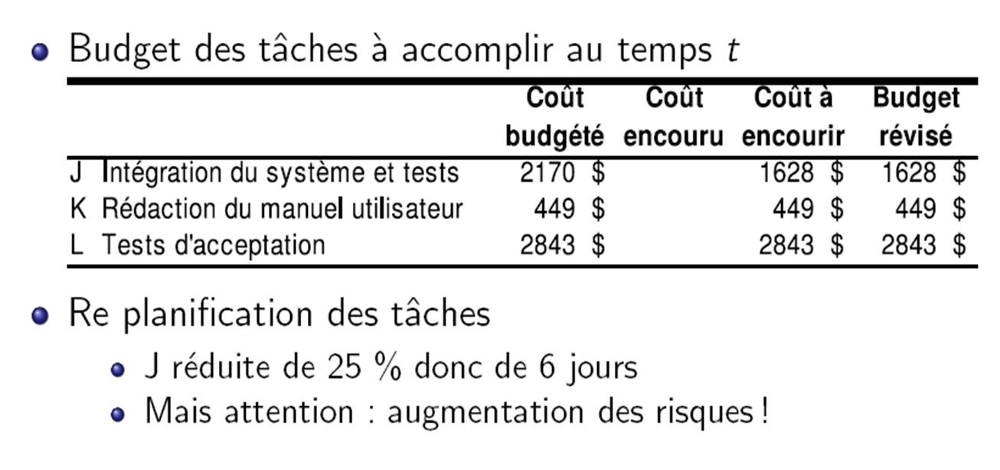 Budget des tâches à accomplir au temps t
Coût Coût Coût à Budget
budgété encouru encourir révisé
J Intégration du système et tests 2170 $ 1628 $ 1628 $
K Rédaction du manuel utilisateur 449 $ 449 $ 449 $
L Tests d'acceptation 2843 $ 2843 $ 2843 $
Re planification des tâches
J réduite de 25 % donc de 6 jours
Mais attention : augmentation des risques !